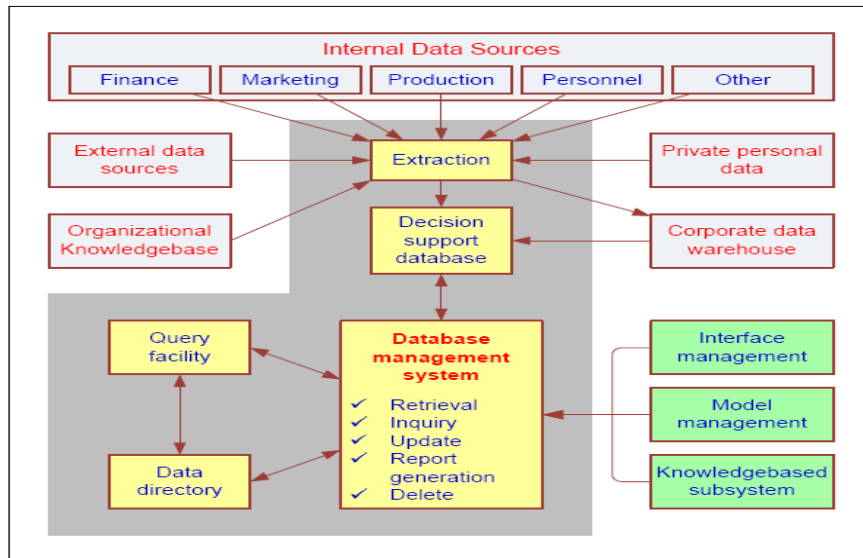 Internal Data Sources
Finance
Marketing
Production
Personnel
Other
External data
sources
Extraction
Private personal
data
Organizational
Knowledgebase
Decision
support
database
Corporate data
warehouse
Query
facility
Database
management
system
✓ Retrieval
✓ Inquiry
✓ Update
✓ Report
generation
✓ Delete
Interface
management
Model
management
Data
directory
Knowledgebased
subsystem